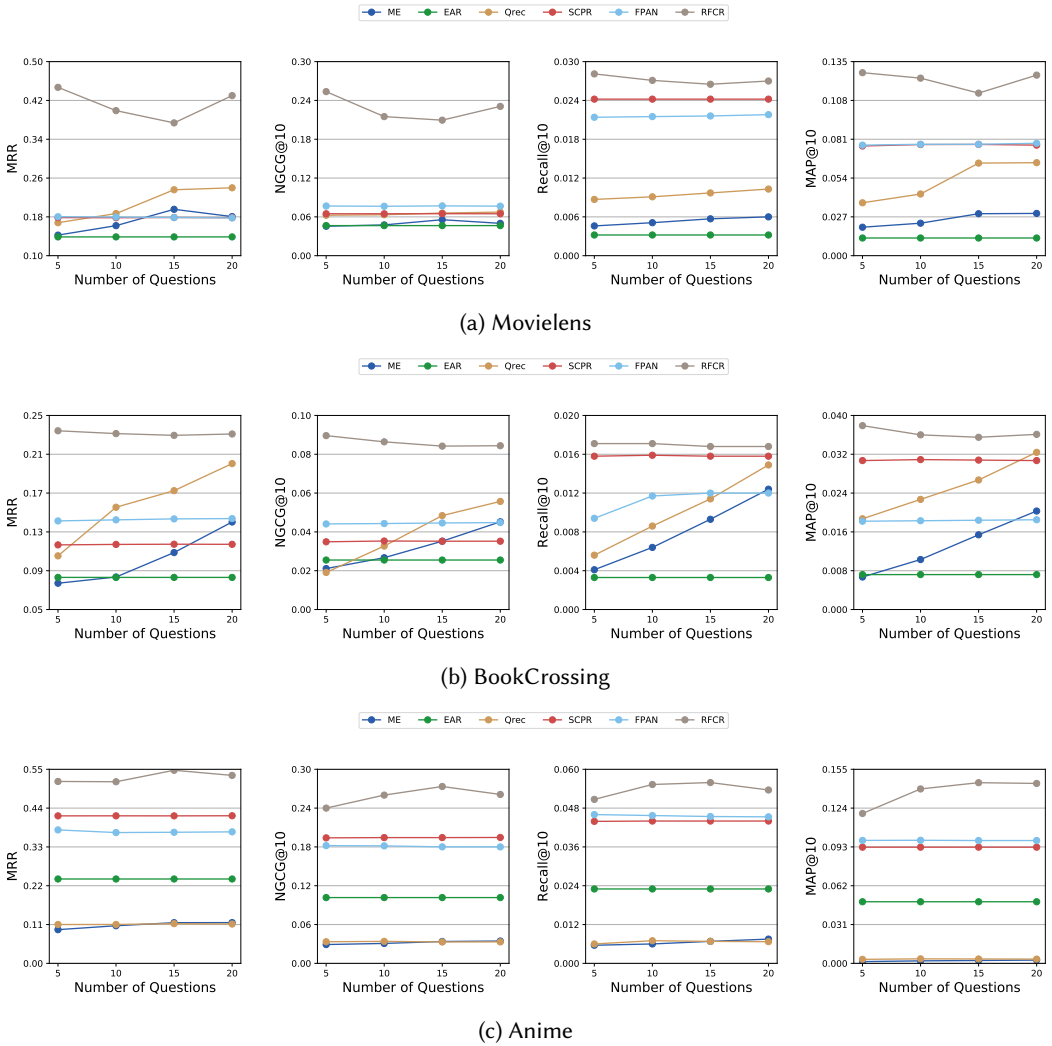 ME EAR Qrec SCPR FPAN RFCR
0.50 0.42 0.34 0.26 0.18 0.10
MRR
5 10 15 20
Number of Questions
0.30 0.24 0.18 0.12 0.06 0.00
NGCG@10
5 10 15 20
Number of Questions
0.030 0.024 0.018 0.012 0.006 0.000
Recall@10
5 10 15 20
Number of Questions
0.135 0.108 0.081 0.054 0.027 0.000
MAP@10
5 10 15 20
Number of Questions
(a) Movielens
ME EAR Qrec SCPR FPAN RFCR
0.25 0.21 0.17 0.13 0.09 0.05
MRR
5 10 15 20
Number of Questions
0.10 0.08 0.06 0.04 0.02 0.00
NGCG@10
5 10 15 20
Number of Questions
0.020 0.016 0.012 0.008 0.004 0.000
Recall@10
5 10 15 20
Number of Questions
0.040 0.032 0.024 0.016 0.008 0.000
MAP@10
5 10 15 20
Number of Questions
(b) BookCrossing
ME EAR Qrec SCPR FPAN RFCR
0.55 0.44 0.33 0.22 0.11 0.00
MRR
5 10 15 20
Number of Questions
0.30 0.24 0.18 0.12 0.06 0.00
NGCG@10
5 10 15 20
Number of Questions
0.060 0.048 0.036 0.024 0.012 0.000
Recall@10
5 10 15 20
Number of Questions
0.155 0.124 0.093 0.062 0.031 0.000
MAP@10
5 10 15 20
Number of Questions
(c) Anime